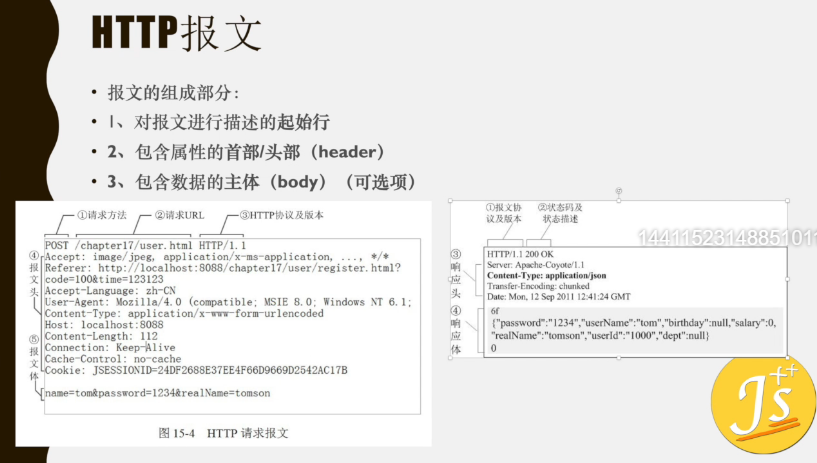 HTTP报文
• 报文的组成部分：
• 1、对报文进行描述的起始行
• 2、包含属性的首部/头部（header）
• 3、包含数据的主体（body）（可选项）
①请求方法 ②请求URL ③HTTP协议及版本
POST /chapter17/user.html HTTP/1.1
④报文头
Accept: image/jpeg, application/x-ms-application, ..., */*
Referer: http://localhost:8088/chapter17/user/register.html?
code=100&time=123123
Accept-Language: zh-CN
User-Agent: Mozilla/4.0 (compatible; MSIE 8.0; Windows NT 6.1;
Content-Type: application/x-www-form-urlencoded
Host: localhost:8088
Content-Length: 112
Connection: Keep-Alive
Cache-Control: no-cache
Cookie: JSESSIONID=24DF2688E37EE4F66D9669D2542AC17B
⑤报文体
name=tom&password=1234&realName=tomson
图 15-4 HTTP 请求报文
①报文协议及版本
②状态码及状态描述
14411523148851011
HTTP/1.1 200 OK
③响应头
Server: Apache-Coyote/1.1
Content-Type: application/json
Transfer-Encoding: chunked
Date: Mon, 12 Sep 2011 12:41:24 GMT
④响应体
6f
{"password":"1234","userName":"tom","birthday":null,"salary":0,
"realName":"tomson","userId":"1000","dept":null}
0
Js++